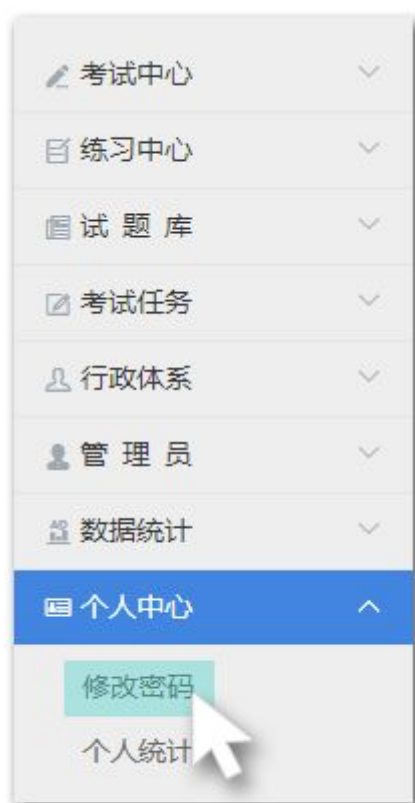 考试中心
练习中心
试 题 库
考试任务
行政体系
管 理 员
数据统计
个人中心
修改密码
个人统计